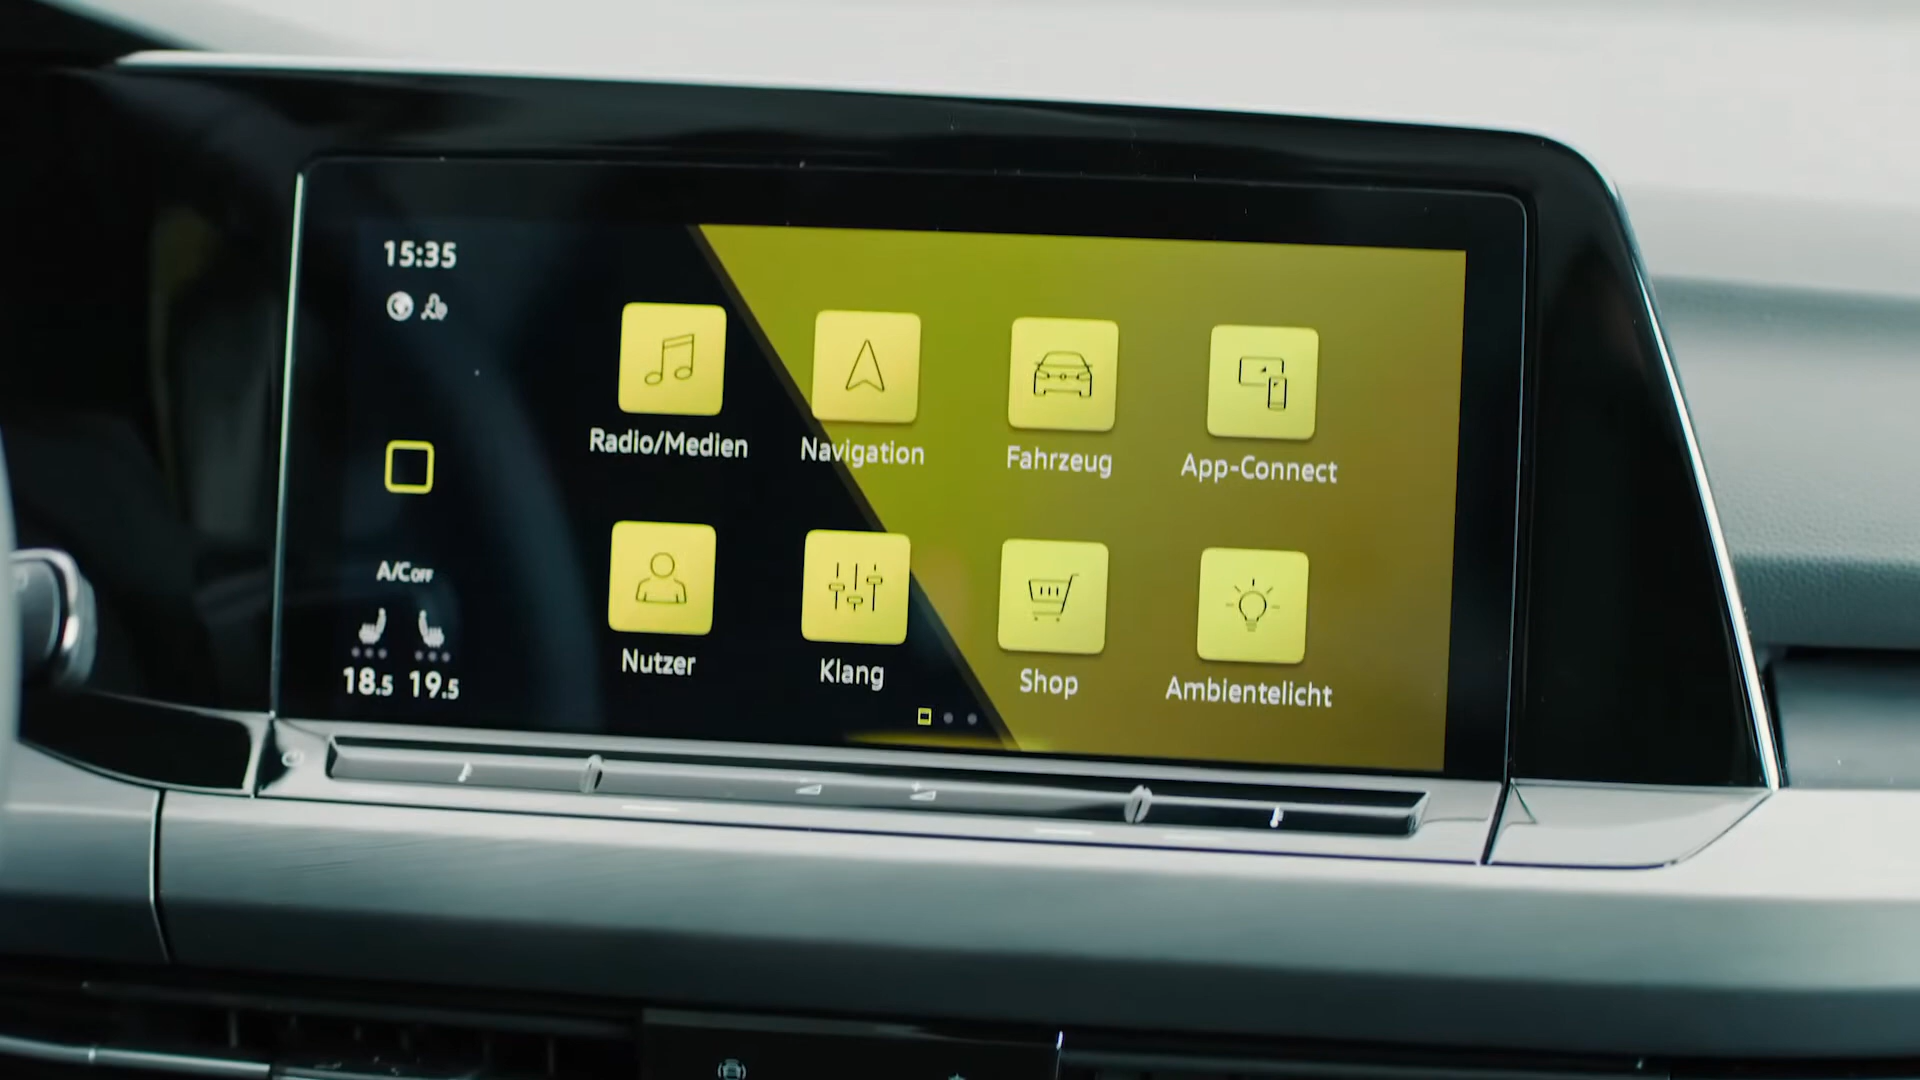 15:35
Radio/Medien
Navigation
Fahrzeug
App-Connect
A/C OFF
Nutzer
Klang
Shop
Ambientelicht
18.5 19.5